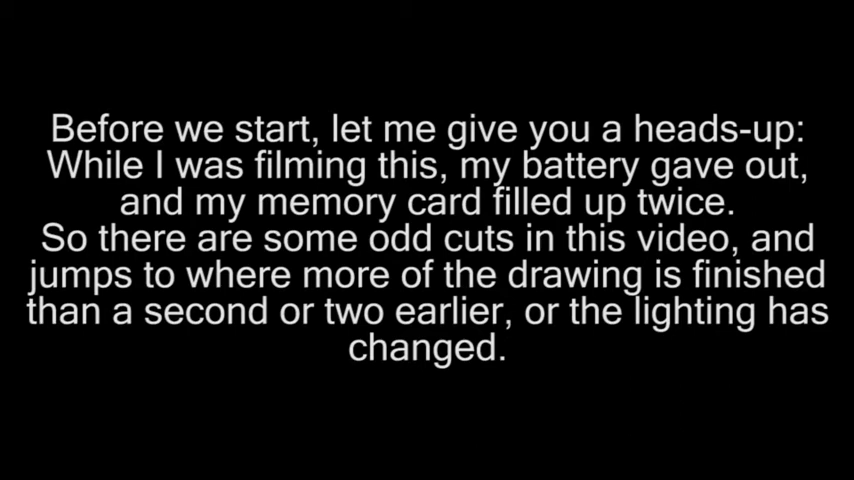 Before we start, let me give you a heads-up:
While I was filming this, my battery gave out,
and my memory card filled up twice.
So there are some odd cuts in this video, and
jumps to where more of the drawing is finished
than a second or two earlier, or the lighting has
changed.